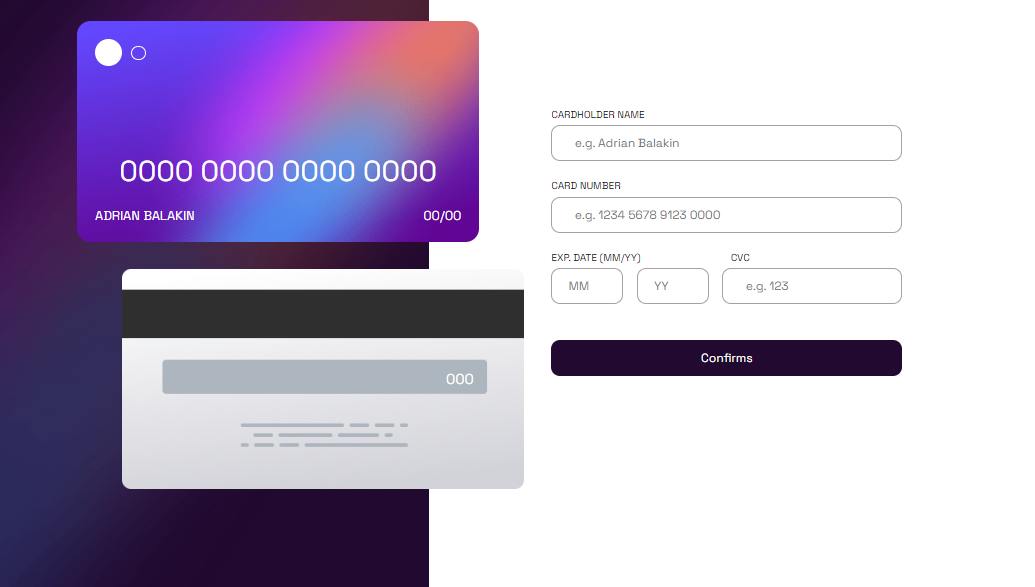 0000 0000 0000 0000
ADRIAN BALAKIN 00/00
000
CARDHOLDER NAME
e.g. Adrian Balakin
CARD NUMBER
e.g. 1234 5678 9123 0000
EXP. DATE (MM/YY) CVC
MM YY e.g. 123
Confirms